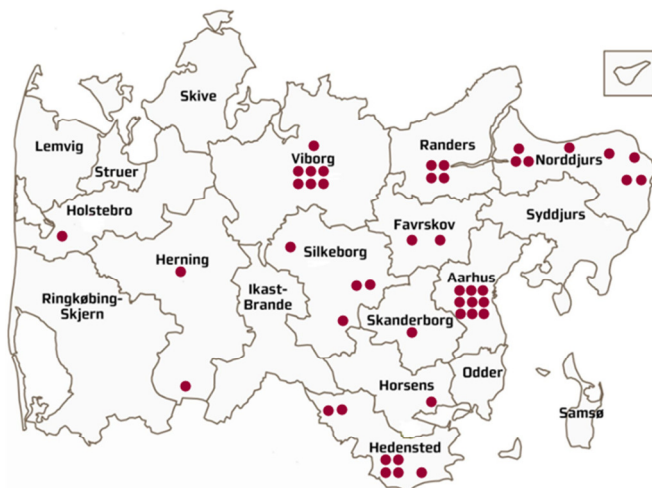 Skive
Lemvig
Struer
Viborg
Randers
Norddjurs
Holstebro
Favrskov
Syddjurs
Herning
Silkeborg
Aarhus
Ikast-
Brande
Ringkøbing-
Skjern
Skanderborg
Horsens
Odder
Samsø
Hedensted